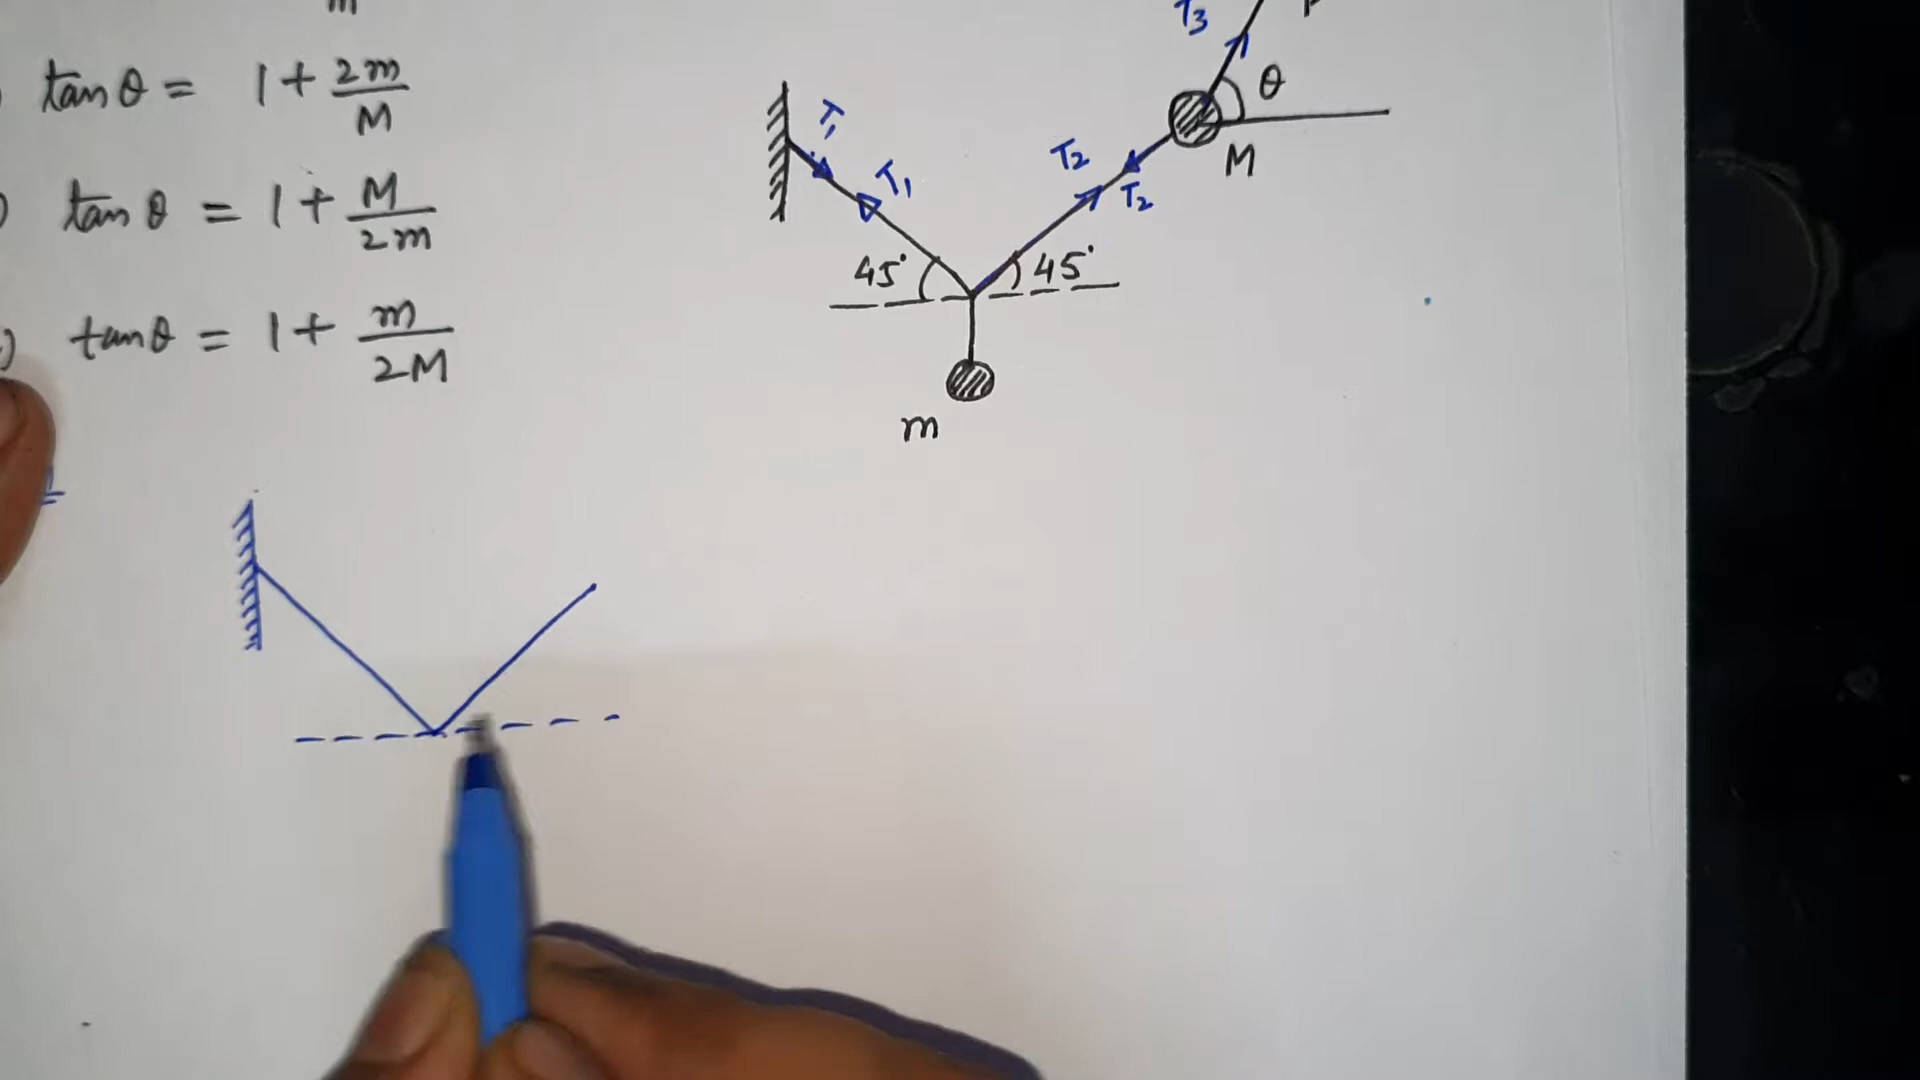 m
tan θ = 1 + 2m/M
tan θ = 1 + M/2m
tan θ = 1 + m/2M
T3
θ
M
T1
T1
T2
T2
45°
45°
m